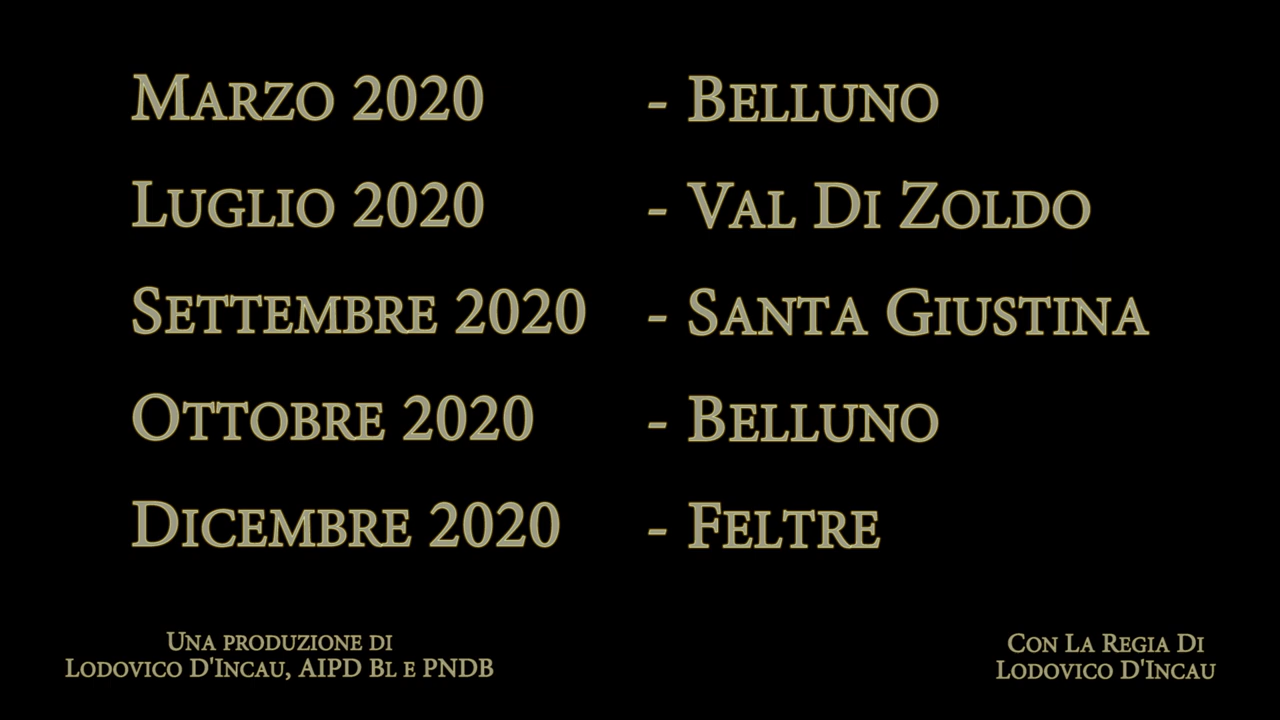 Marzo 2020 - Belluno
Luglio 2020 - Val Di Zoldo
Settembre 2020 - Santa Giustina
Ottobre 2020 - Belluno
Dicembre 2020 - Feltre
Una produzione di
Lodovico D'Incau, AIPD Bl e PNDB
Con La Regia Di
Lodovico D'Incau